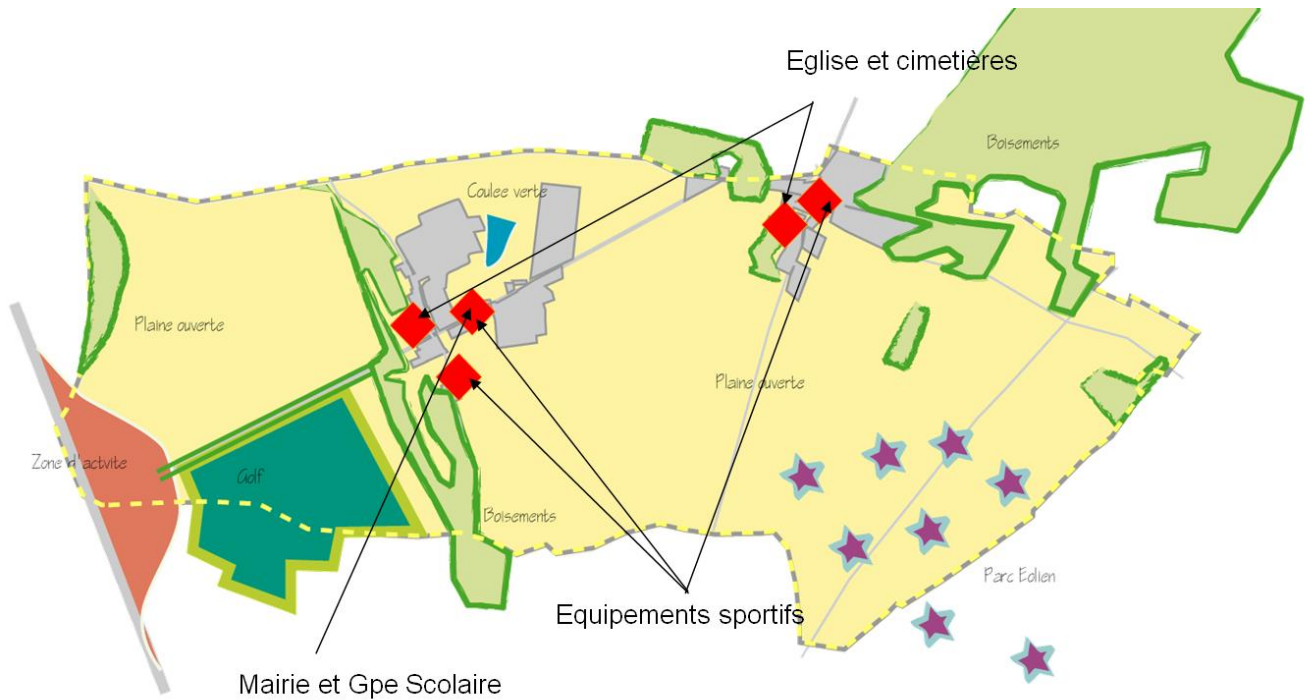 Eglise et cimetières
Boisements
Coulee verte
Plaine ouverte
Plaine ouverte
Zone d'actvite
Golf
Boisements
Parc Eolien
Equipements sportifs
Mairie et Gpe Scolaire